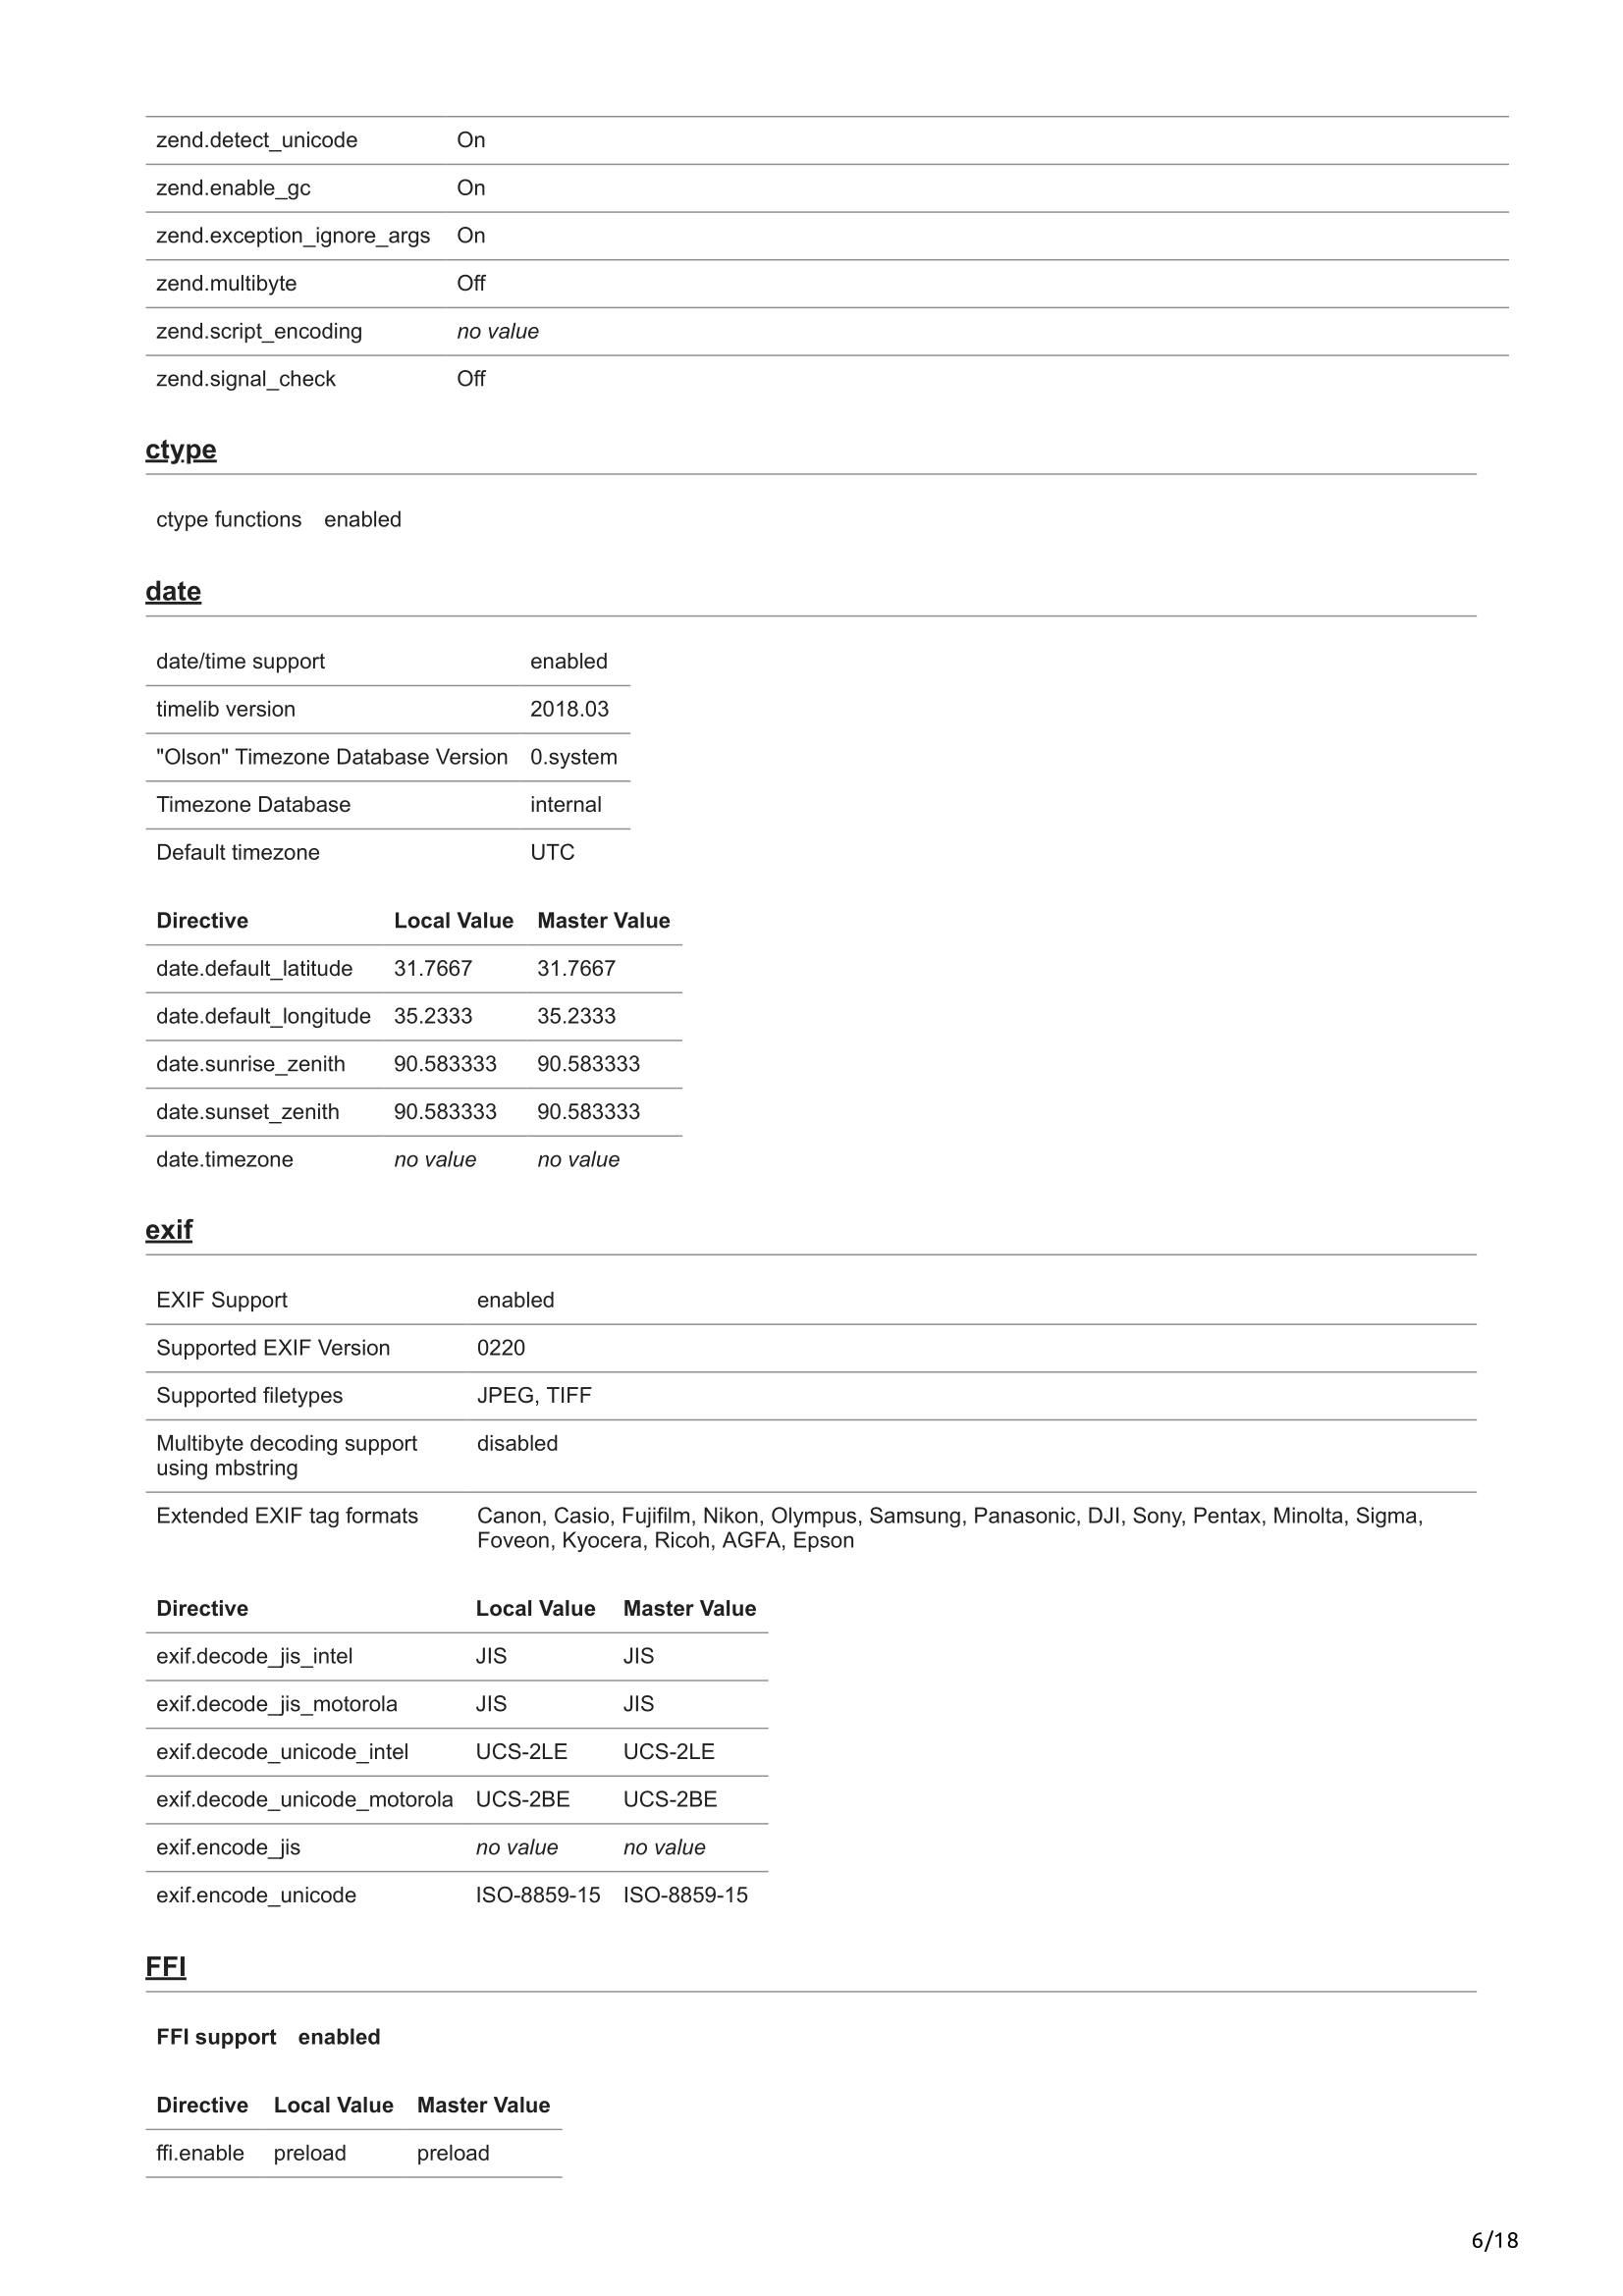 zend.detect_unicode On
zend.enable_gc On
zend.exception_ignore_args On
zend.multibyte Off
zend.script_encoding no value
zend.signal_check Off
ctype
ctype functions enabled
date
date/time support enabled
timelib version 2018.03
"Olson" Timezone Database Version 0.system
Timezone Database internal
Default timezone UTC
Directive Local Value Master Value
date.default_latitude 31.7667 31.7667
date.default_longitude 35.2333 35.2333
date.sunrise_zenith 90.583333 90.583333
date.sunset_zenith 90.583333 90.583333
date.timezone no value no value
exif
EXIF Support enabled
Supported EXIF Version 0220
Supported filetypes JPEG, TIFF
Multibyte decoding support disabled
using mbstring
Extended EXIF tag formats Canon, Casio, Fujifilm, Nikon, Olympus, Samsung, Panasonic, DJI, Sony, Pentax, Minolta, Sigma,
Foveon, Kyocera, Ricoh, AGFA, Epson
Directive Local Value Master Value
exif.decode_jis_intel JIS JIS
exif.decode_jis_motorola JIS JIS
exif.decode_unicode_intel UCS-2LE UCS-2LE
exif.decode_unicode_motorola UCS-2BE UCS-2BE
exif.encode_jis no value no value
exif.encode_unicode ISO-8859-15 ISO-8859-15
FFI
FFI support enabled
Directive Local Value Master Value
ffi.enable preload preload
6/18